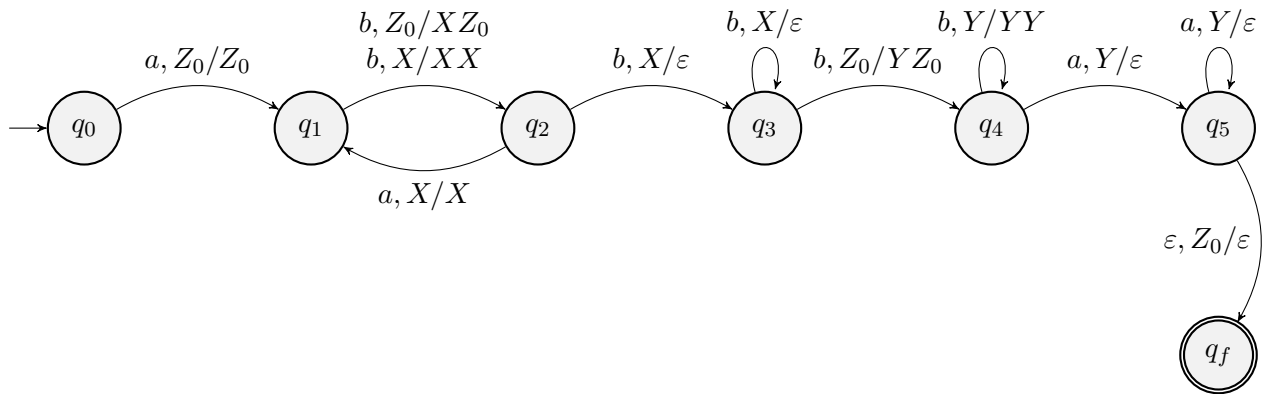 b, Z₀/XZ₀
b, X/XX
a, Z₀/Z₀
b, X/ε
b, X/ε
b, Z₀/YZ₀
b, Y/YY
a, Y/ε
a, Y/ε
q₀
q₁
q₂
q₃
q₄
q₅
a, X/X
ε, Z₀/ε
q_f